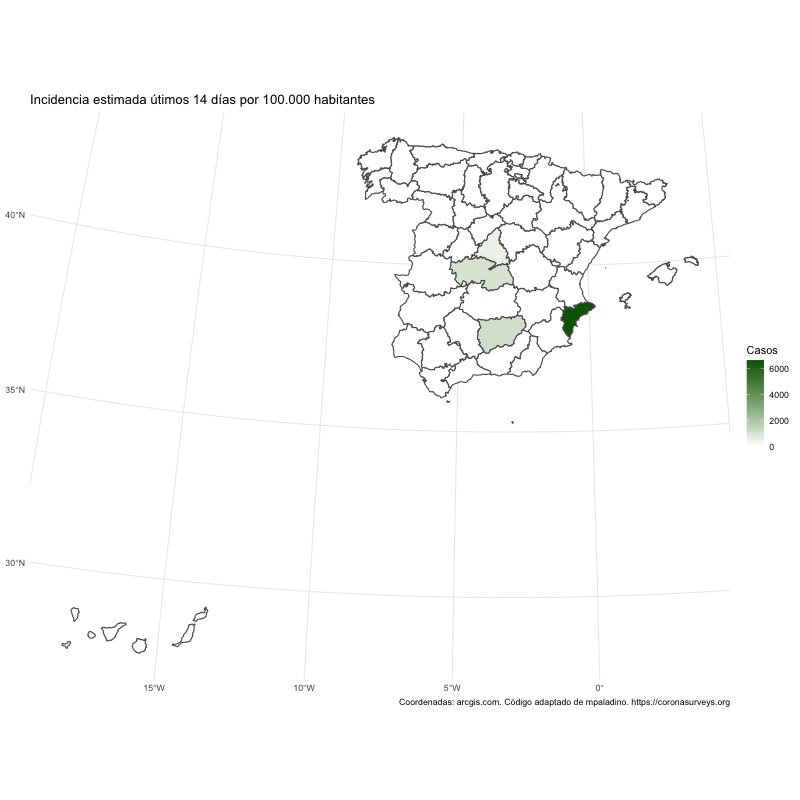 Incidencia estimada útimos 14 días por 100.000 habitantes
40°N
35°N
30°N
15°W
10°W
5°W
0°
Casos
6000
4000
2000
0
Coordenadas: arcgis.com. Código adaptado de mpaladino. https://coronasurveys.org